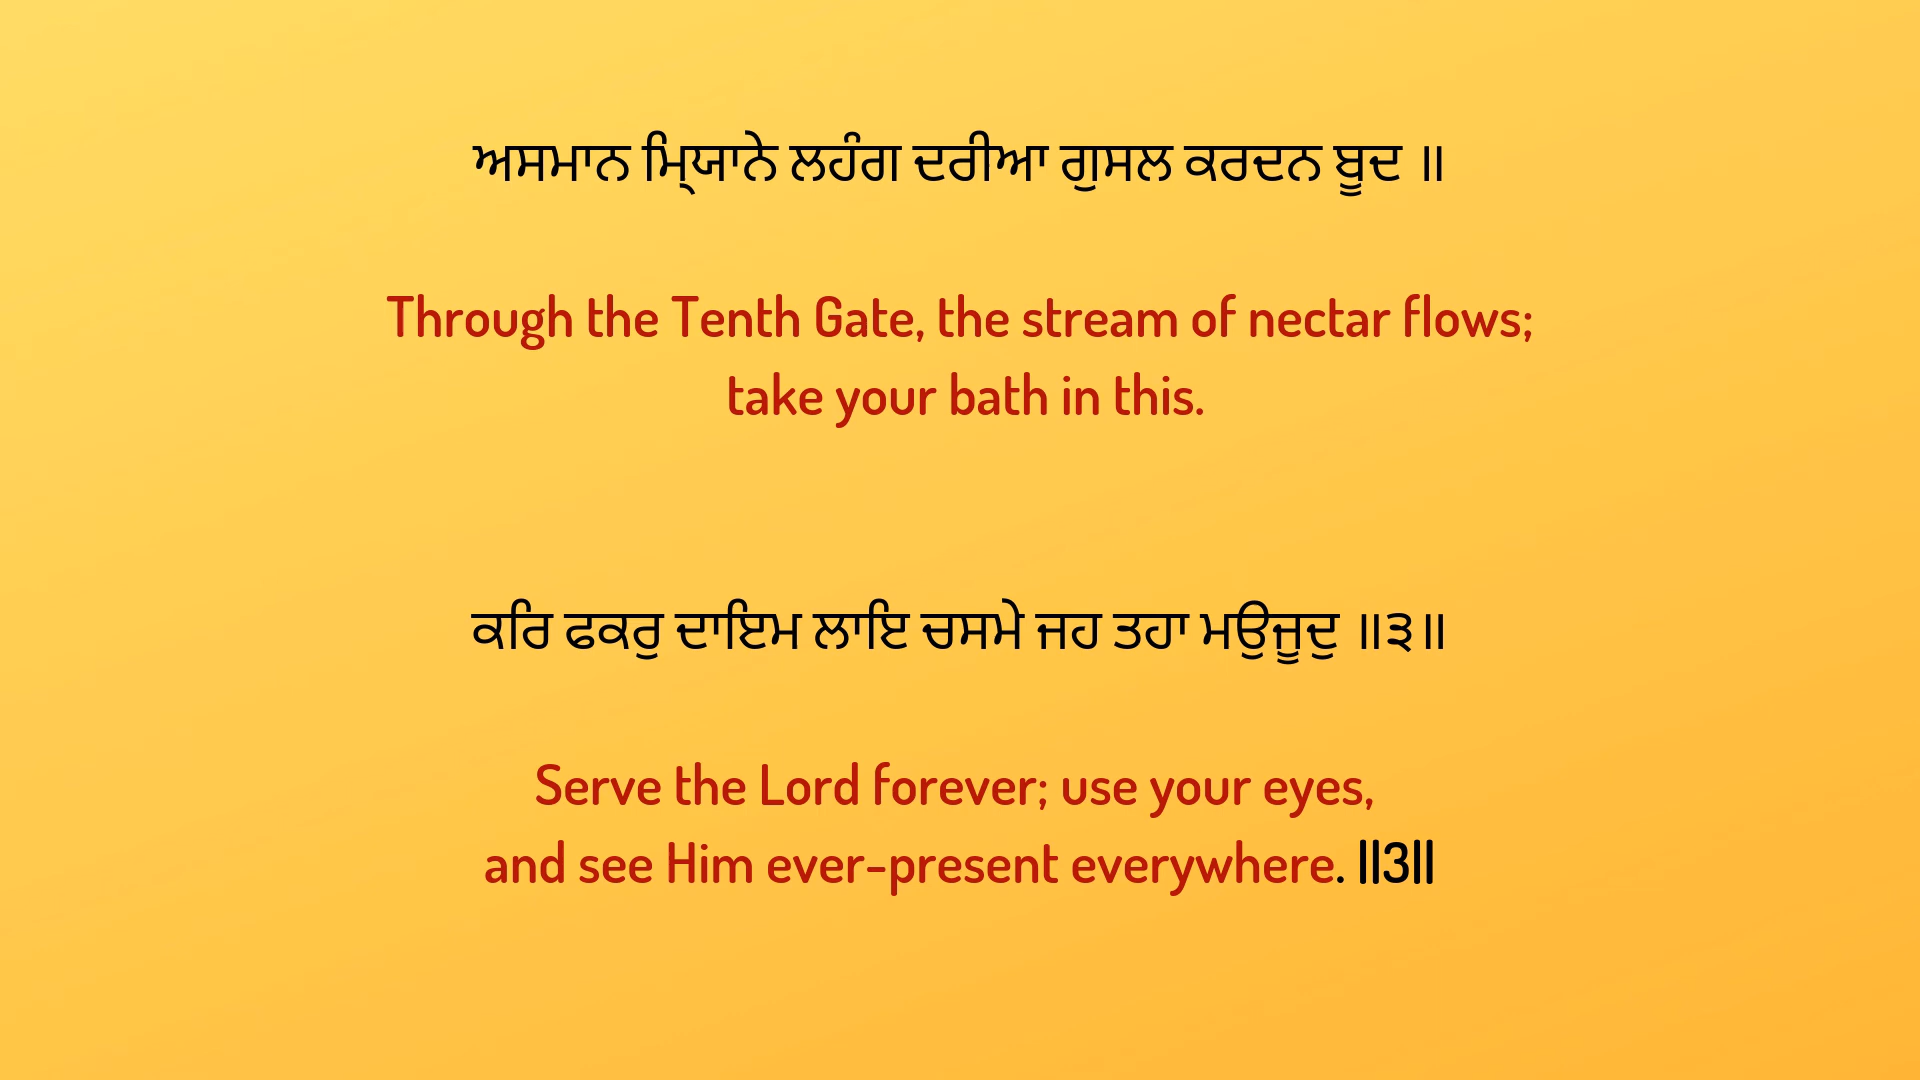 ਅਸਮਾਨ ਮ੍ਯਿਾਨੇ ਲਹੰਗ ਦਰੀਆ ਗੁਸਲ ਕਰਦਨ ਬੂਦ ॥
Through the Tenth Gate, the stream of nectar flows;
take your bath in this.
ਕਰਿ ਫਕਰੁ ਦਾਇਮ ਲਾਇ ਚਸਮੇ ਜਹ ਤਹਾ ਮਉਜੂਦੁ ॥੩॥
Serve the Lord forever; use your eyes,
and see Him ever-present everywhere. ||3||